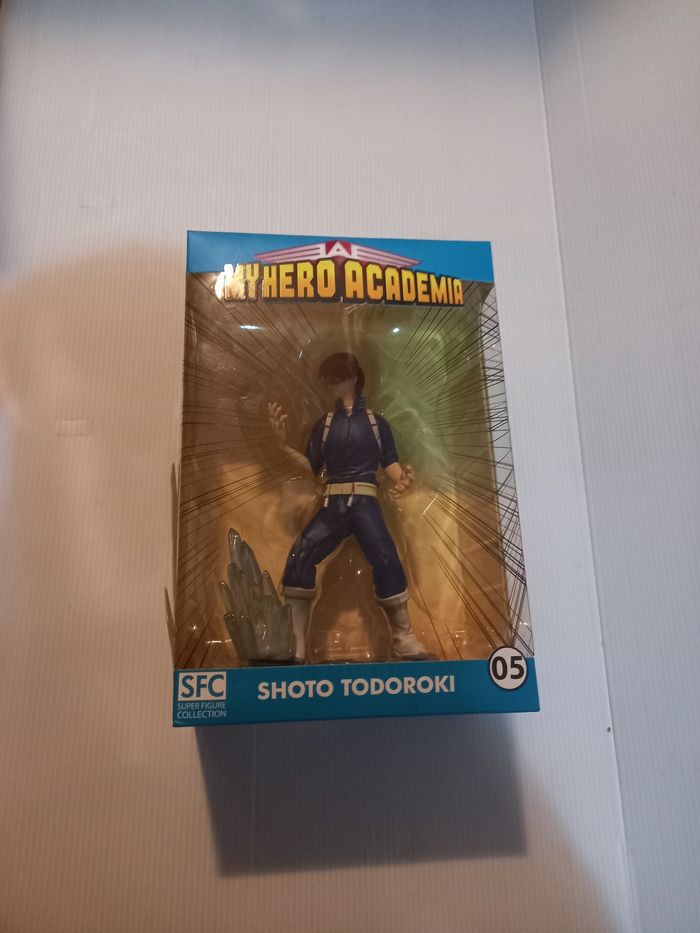 MY HERO ACADEMIA
SFC
SUPER FIGURE
COLLECTION
SHOTO TODOROKI
05